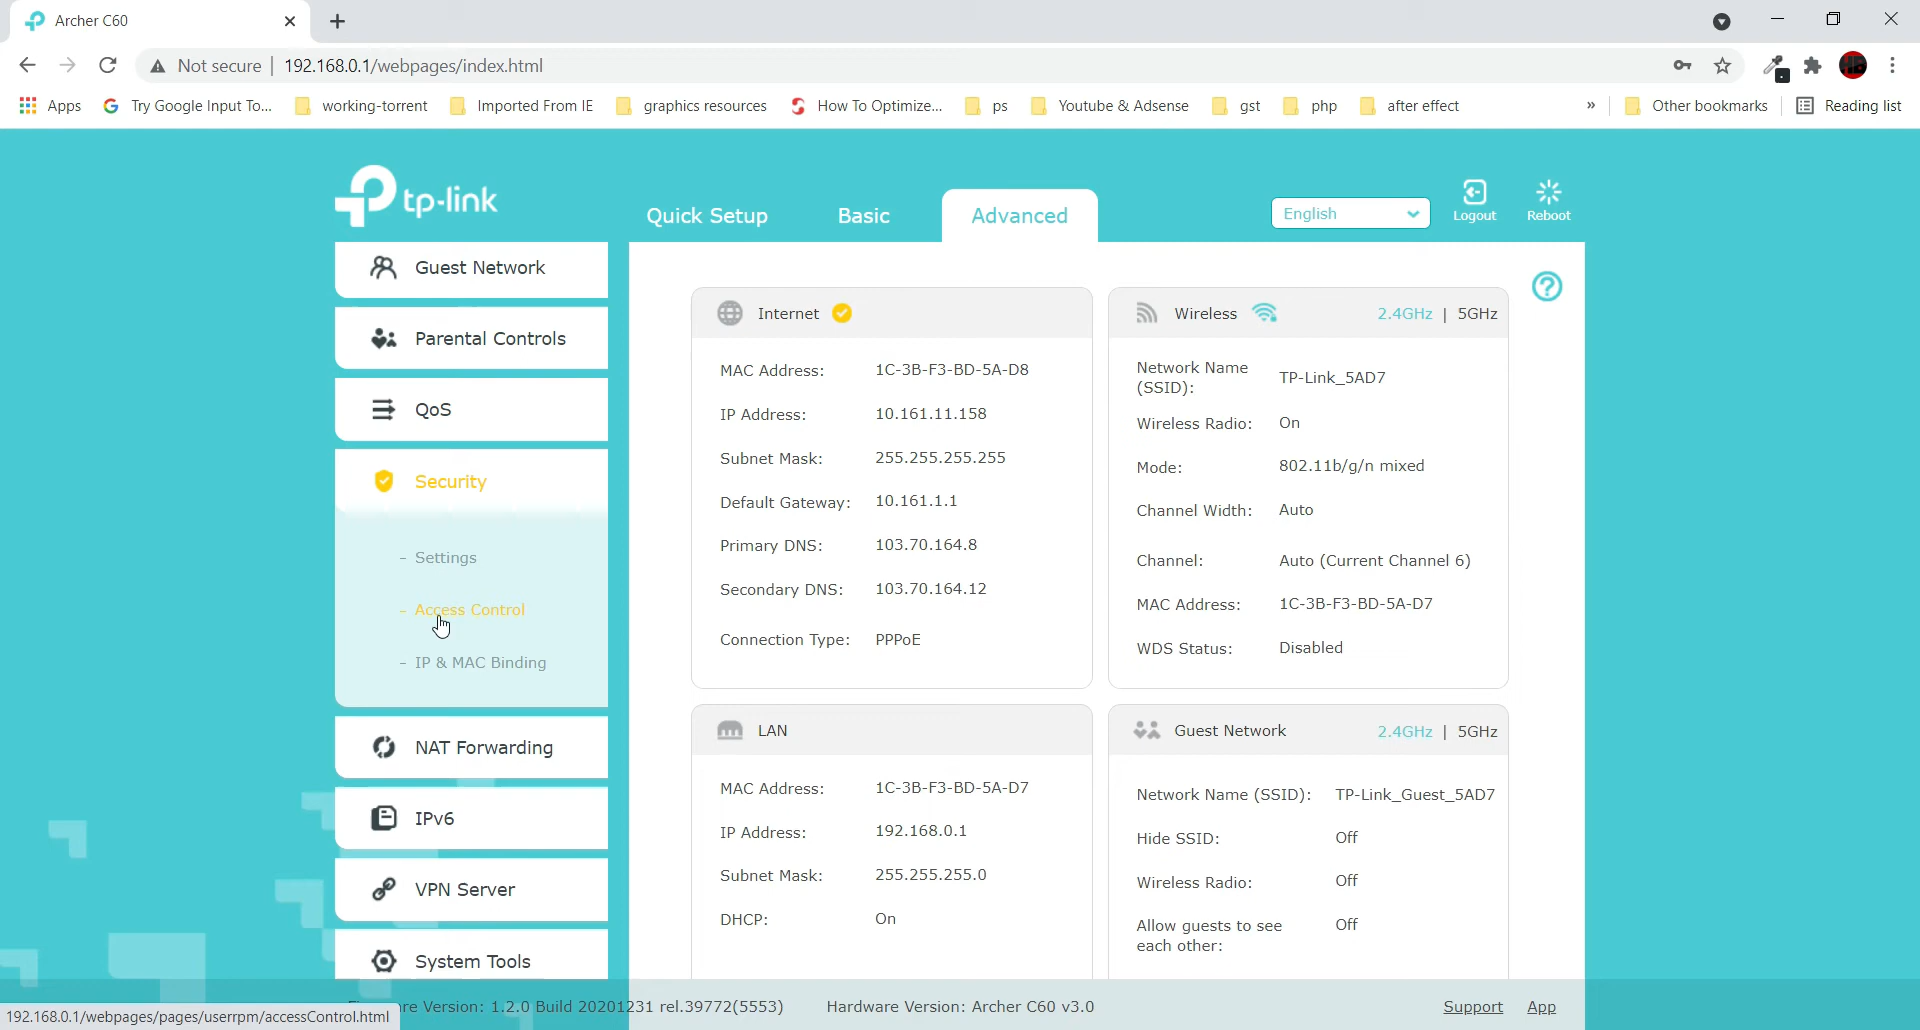 Archer C60
Not secure | 192.168.0.1/webpages/index.html
Apps Try Google Input To... working-torrent Imported From IE graphics resources How To Optimize... ps Youtube & Adsense gst php after effect » Other bookmarks Reading list
tp-link
Quick Setup Basic Advanced
English Logout Reboot
Guest Network
Parental Controls
QoS
Security
- Settings
- Access Control
- IP & MAC Binding
NAT Forwarding
IPv6
VPN Server
System Tools
Internet
MAC Address: 1C-3B-F3-BD-5A-D8
IP Address: 10.161.11.158
Subnet Mask: 255.255.255.255
Default Gateway: 10.161.1.1
Primary DNS: 103.70.164.8
Secondary DNS: 103.70.164.12
Connection Type: PPPoE
Wireless 2.4GHz | 5GHz
Network Name
(SSID): TP-Link_5AD7
Wireless Radio: On
Mode: 802.11b/g/n mixed
Channel Width: Auto
Channel: Auto (Current Channel 6)
MAC Address: 1C-3B-F3-BD-5A-D7
WDS Status: Disabled
LAN
MAC Address: 1C-3B-F3-BD-5A-D7
IP Address: 192.168.0.1
Subnet Mask: 255.255.255.0
DHCP: On
Guest Network 2.4GHz | 5GHz
Network Name (SSID): TP-Link_Guest_5AD7
Hide SSID: Off
Wireless Radio: Off
Allow guests to see
each other: Off
re Version: 1.2.0 Build 20201231 rel.39772(5553) Hardware Version: Archer C60 v3.0 Support App
192.168.0.1/webpages/pages/userrpm/accessControl.html